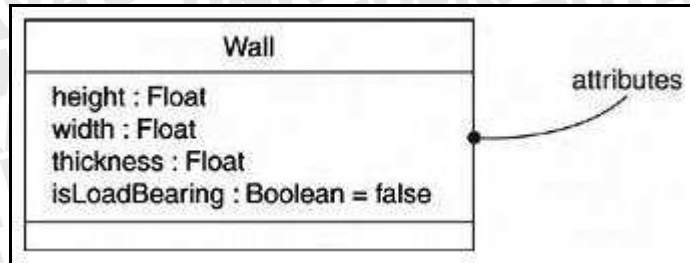 Wall
attributes
height : Float
width : Float
thickness : Float
isLoadBearing : Boolean = false